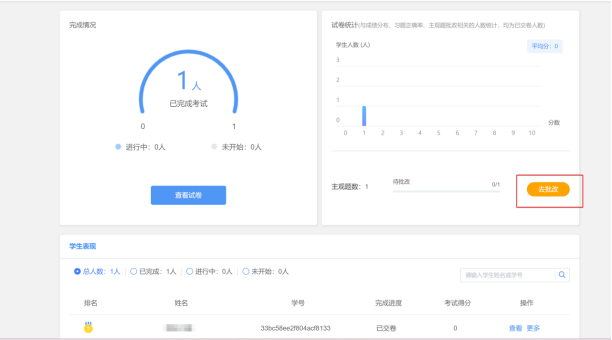 完成情况
1人
已完成考试
0 1
进行中：0人 未开始：0人
查看试卷
试卷统计(与成绩分布、习题正确率、主观题批改相关的人数统计，均为已交卷人数)
学生人数 (人) 平均分：0
3
2
1
0
分数
0 1 2 3 4 5 6 7 8 9 10
主观题数：1 待批改 0/1 去批改
学生表现
总人数：1人 已完成：1人 进行中：0人 未开始：0人 请输入学生姓名或学号
排名 姓名 学号 完成进度 考试得分 操作
33bc58ee2f804acf8133 已交卷 0 查看 更多